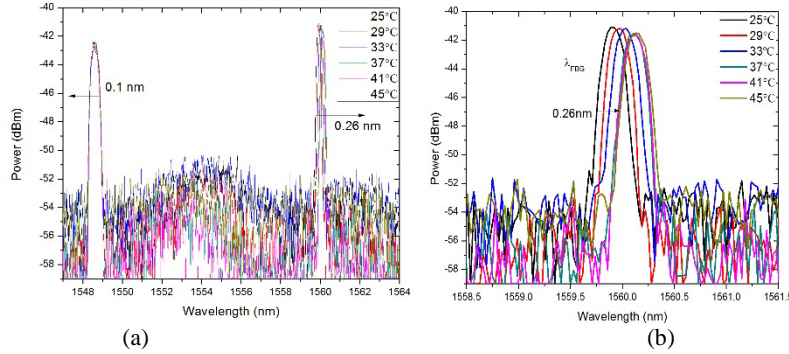 -40
-42
-44
-46
-48
-50
-52
-54
-56
-58
Power (dBm)
25°C
29°C
33°C
37°C
41°C
45°C
0.1 nm
0.26 nm
1548 1550 1552 1554 1556 1558 1560 1562 1564
Wavelength (nm)
(a)
-40
-42
-44
-46
-48
-50
-52
-54
-56
-58
Power (dBm)
25°C
29°C
33°C
37°C
41°C
45°C
λFBG
0.26nm
1558.5 1559.0 1559.5 1560.0 1560.5 1561.0 1561.5
Wavelength (nm)
(b)